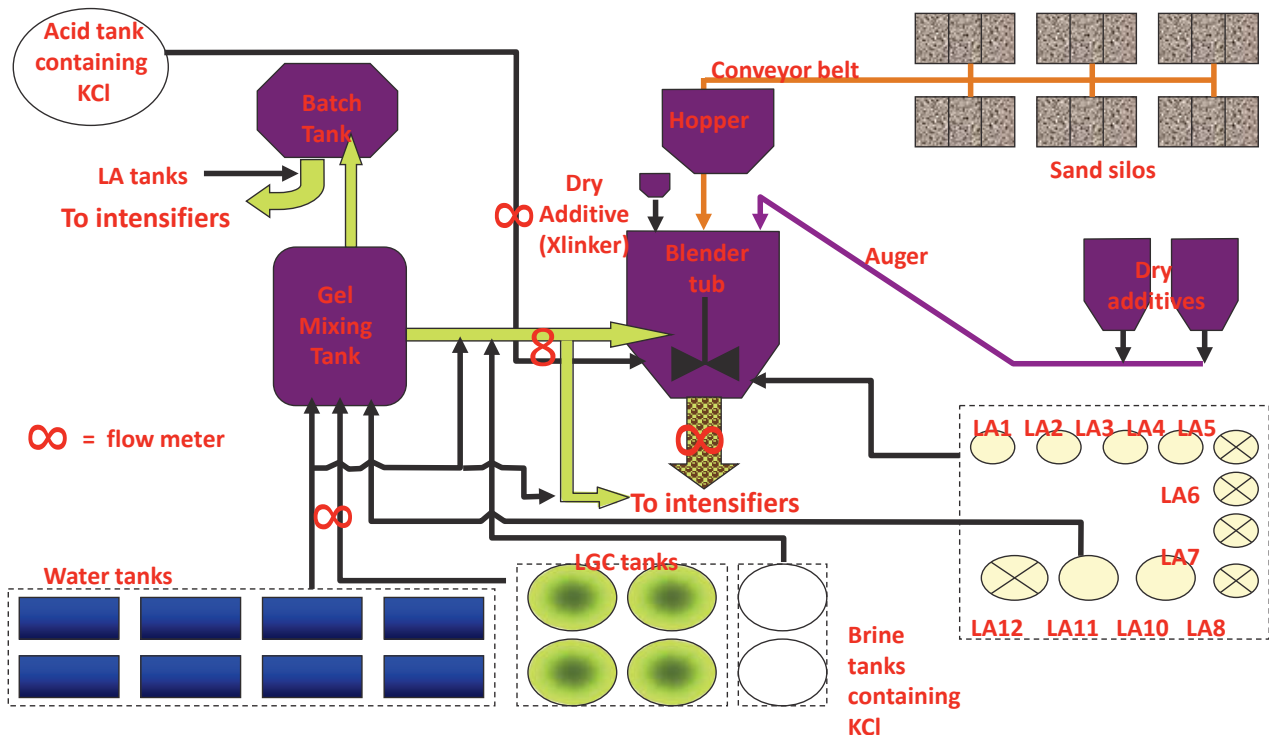 Acid tank
containing
KCl
Batch
Tank
LA tanks
To intensifiers
Gel
Mixing
Tank
∞ = flow meter
Water tanks
LGC tanks
Brine
tanks
containing
KCl
Conveyor belt
Hopper
Dry
Additive
(Xlinker)
Blender
tub
To intensifiers
Auger
Sand silos
Dry
additives
LA1 LA2 LA3 LA4 LA5
LA6
LA7
LA12 LA11 LA10 LA8